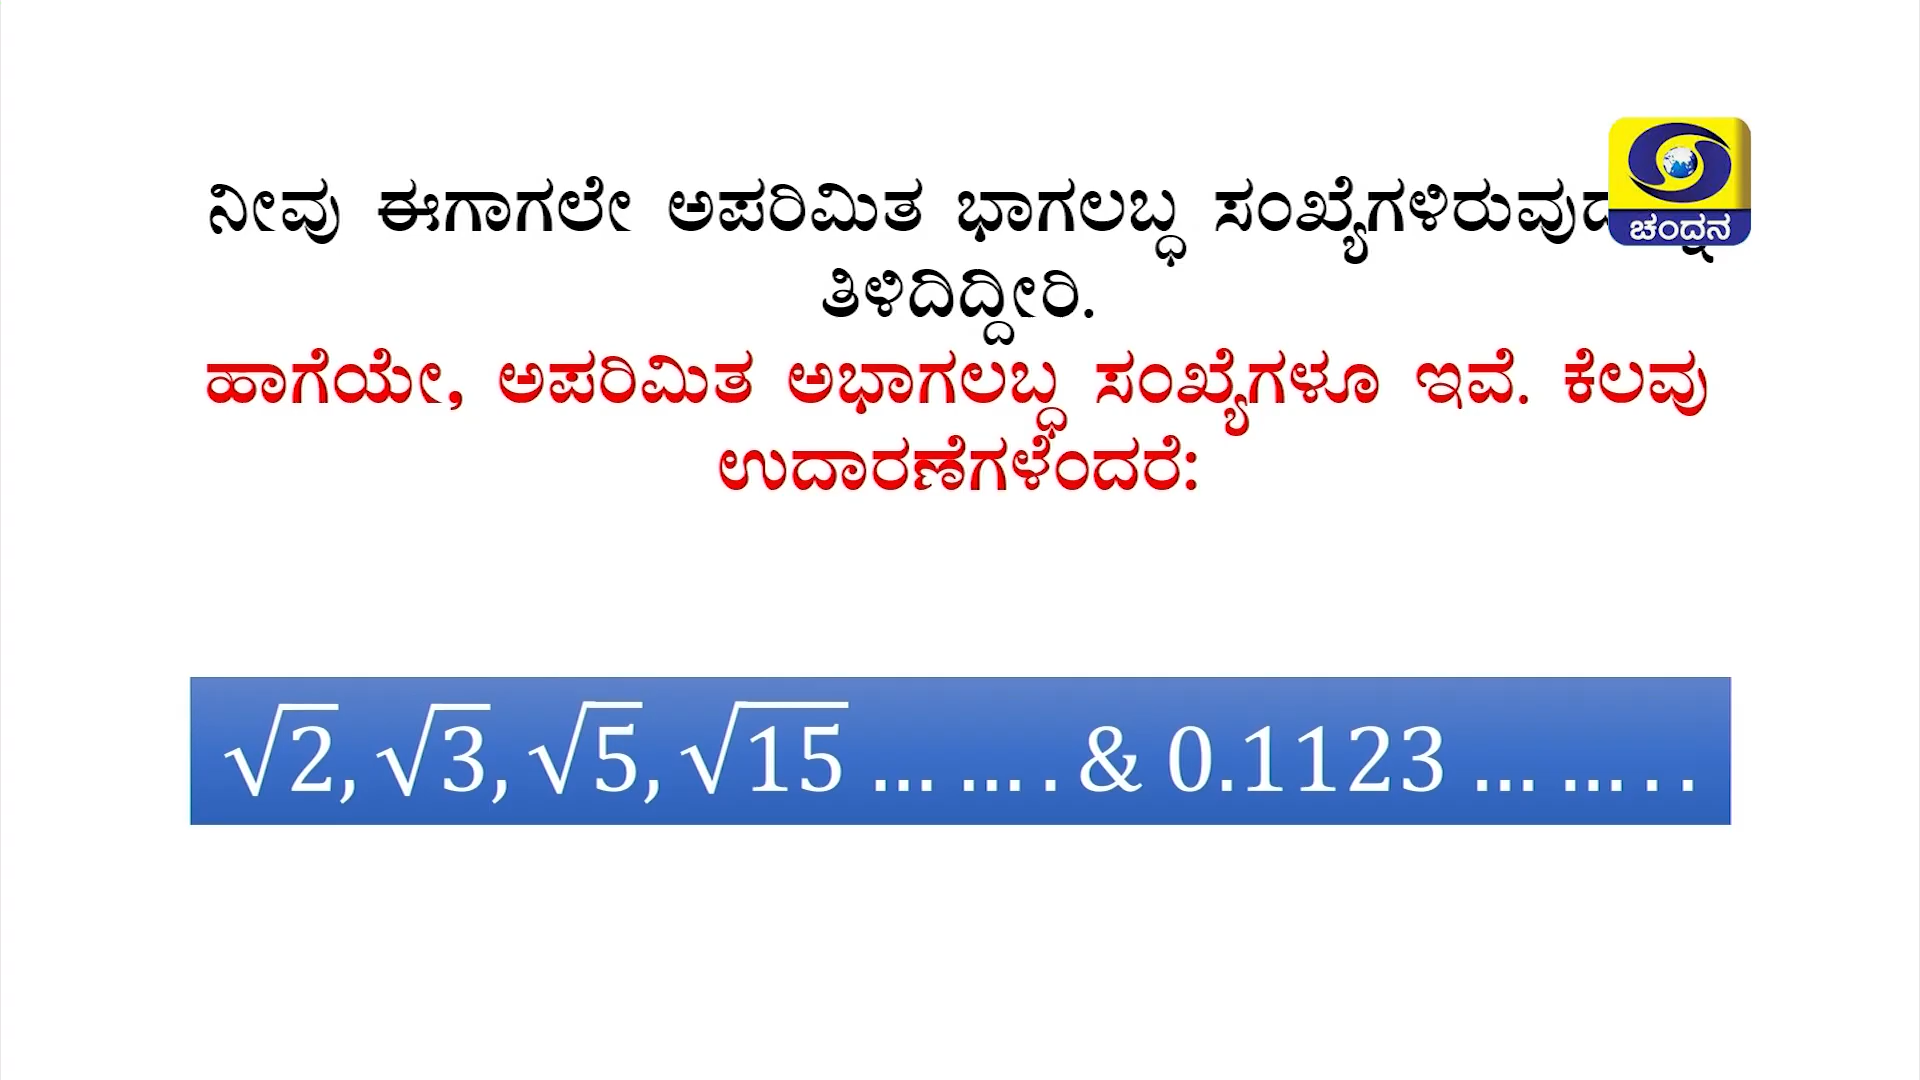 ನೀವು ಈಗಾಗಲೇ ಅಪರಿಮಿತ ಭಾಗಲಬ್ಧ
ಚಂದನ
ತಿಳಿದಿದ್ದೀರಿ.
ಹಾಗೆಯೇ, ಅಪರಿಮಿತ ಅಭಾಗಲಬ್ಧ ಸಂಖ್ಯೆಗಳೂ ಇವೆ. ಕೆಲವು
ಉದಾರಣೆಗಳೆಂದರೆ:
√2, √3, √5, √15 ... ... . & 0.1123 ... ... . .